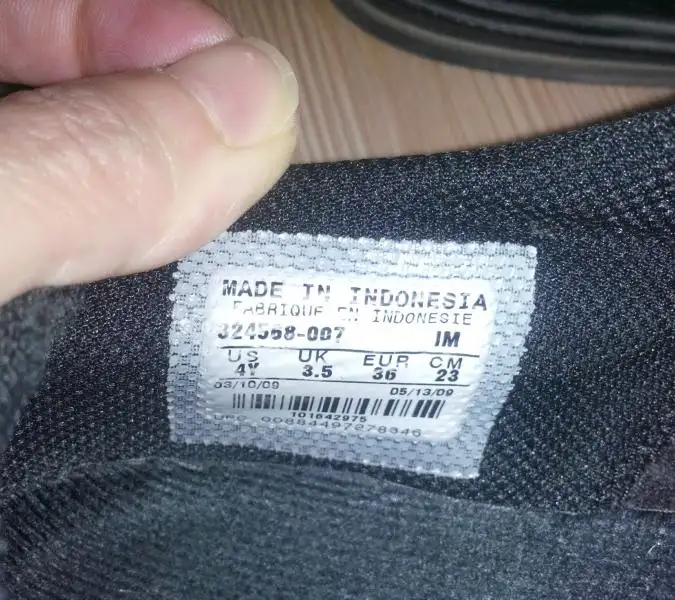 MADE IN INDONESIA
FABRIQUE EN INDONESIE
324558-007 IM
US UK EUR CM
4Y 3.5 36 23
03/10/09 05/13/09
101642975
UPC 00884497278346